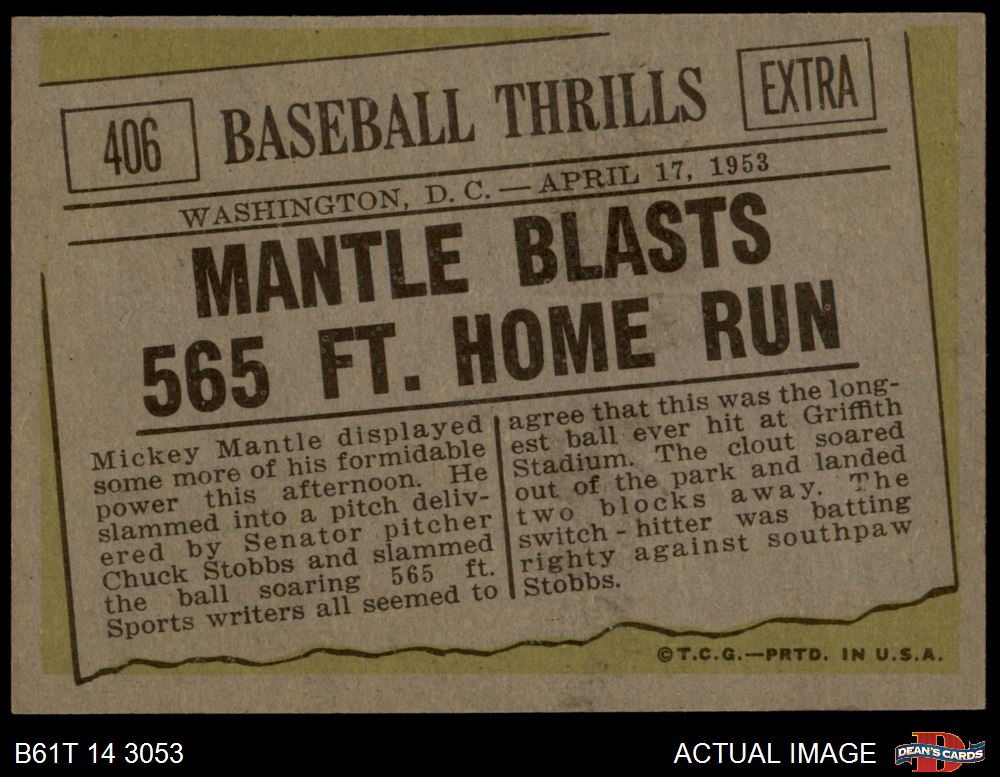 406
BASEBALL THRILLS
EXTRA
WASHINGTON, D. C. — APRIL 17, 1953
MANTLE BLASTS
565 FT. HOME RUN
Mickey Mantle displayed
some more of his formidable
power this afternoon. He
slammed into a pitch deliv-
ered by Senator pitcher
Chuck Stobbs and slammed
the ball soaring 565 ft.
Sports writers all seemed to
agree that this was the long-
est ball ever hit at Griffith
Stadium. The clout soared
out of the park and landed
two blocks away. The
switch-hitter was batting
righty against southpaw
Stobbs.
©T.C.G.—PRTD. IN U.S.A.
B61T 14 3053
ACTUAL IMAGE
D
DEAN'S CARDS